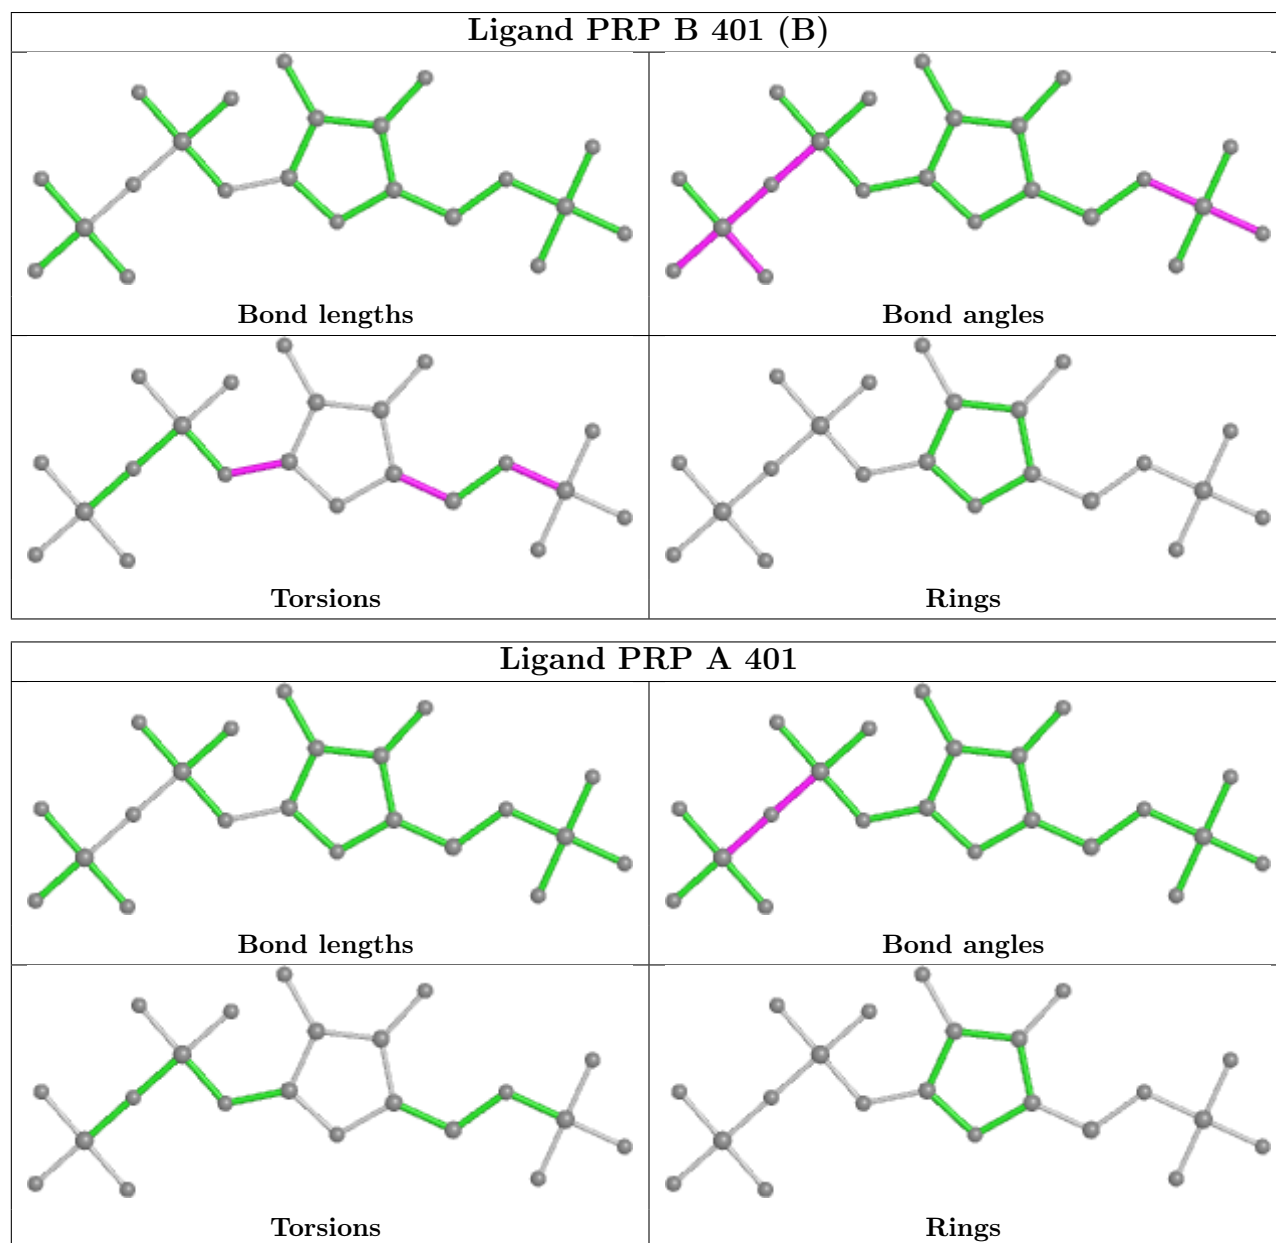 Ligand PRP B 401 (B)
Bond lengths
Bond angles
Torsions
Rings
Ligand PRP A 401
Bond lengths
Bond angles
Torsions
Rings